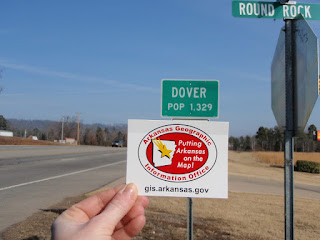 ROUND ROCK
DOVER
POP 1,329
Arkansas Geographic
Putting
Arkansas
on the
Map!
Information Office
gis.arkansas.gov